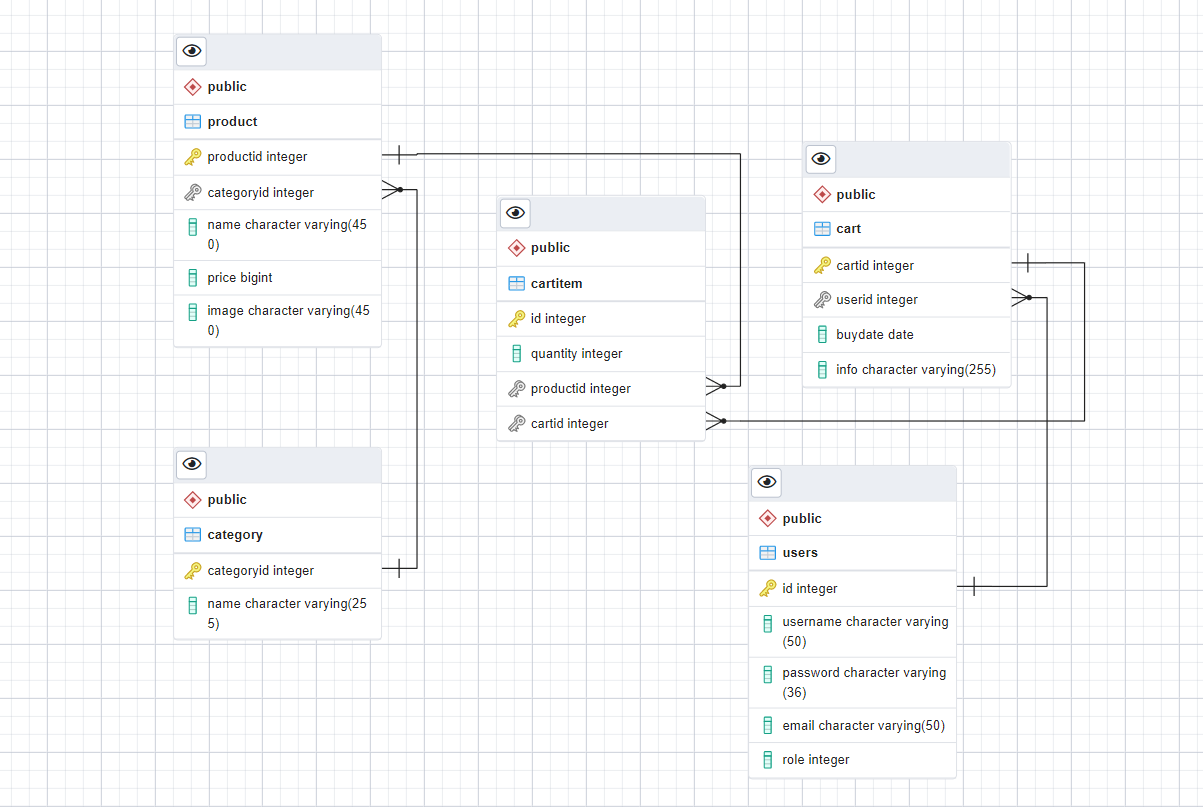 public
product
productid integer
categoryid integer
name character varying(45
0)
price bigint
image character varying(45
0)
public
cartitem
id integer
quantity integer
productid integer
cartid integer
public
cart
cartid integer
userid integer
buydate date
info character varying(255)
public
category
categoryid integer
name character varying(25
5)
public
users
id integer
username character varying
(50)
password character varying
(36)
email character varying(50)
role integer